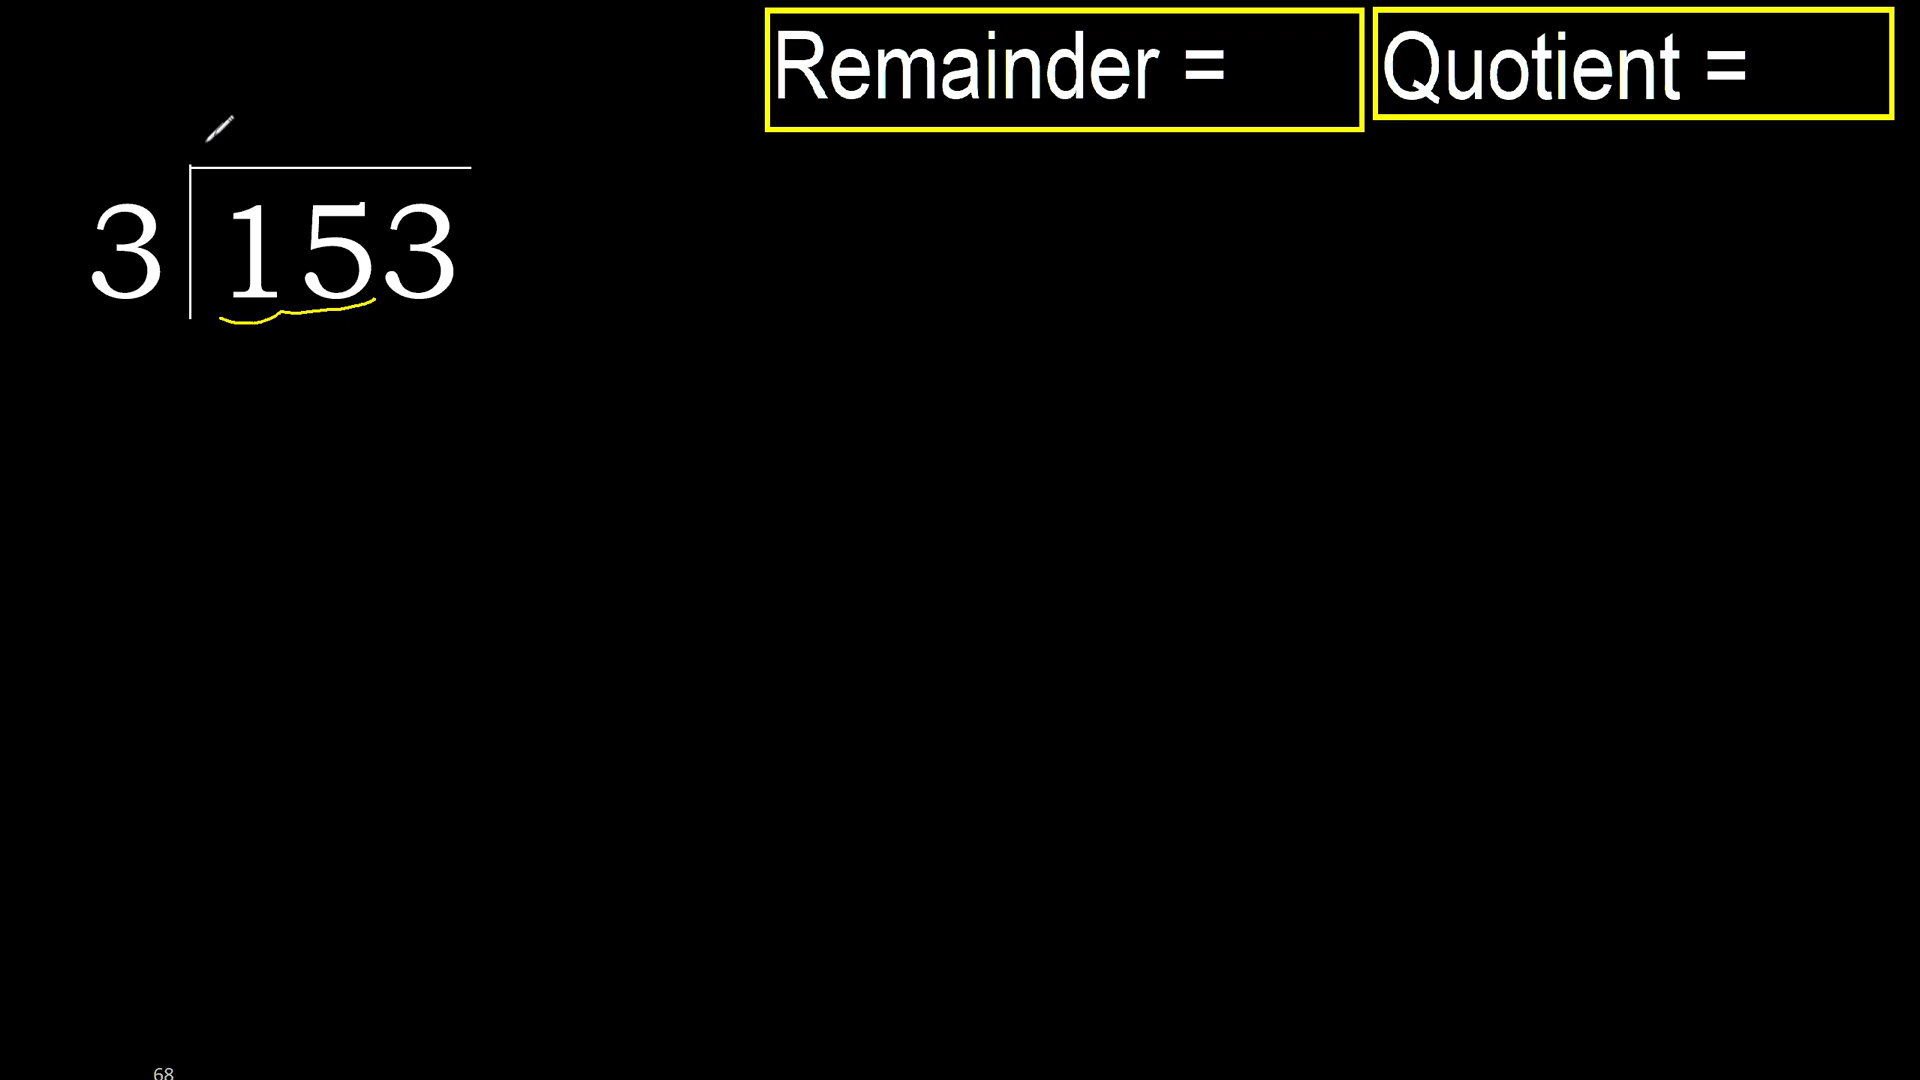 Remainder = Quotient =
3 153
68